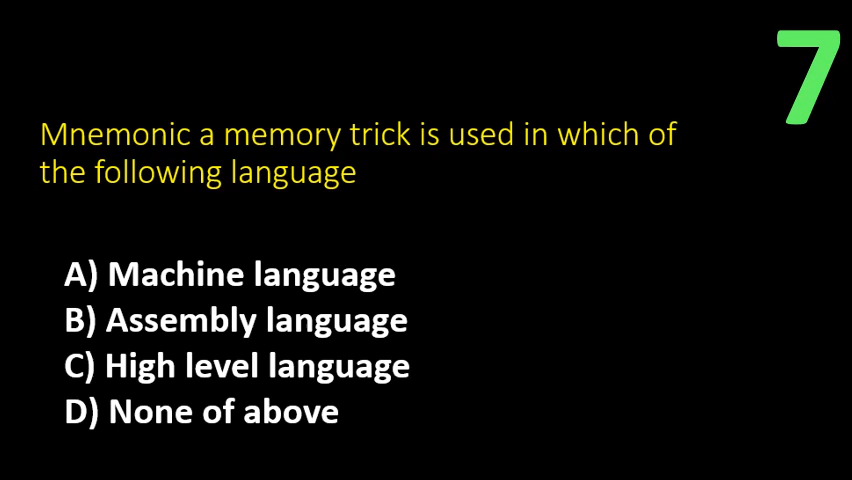 7
Mnemonic a memory trick is used in which of
the following language
A) Machine language
B) Assembly language
C) High level language
D) None of above